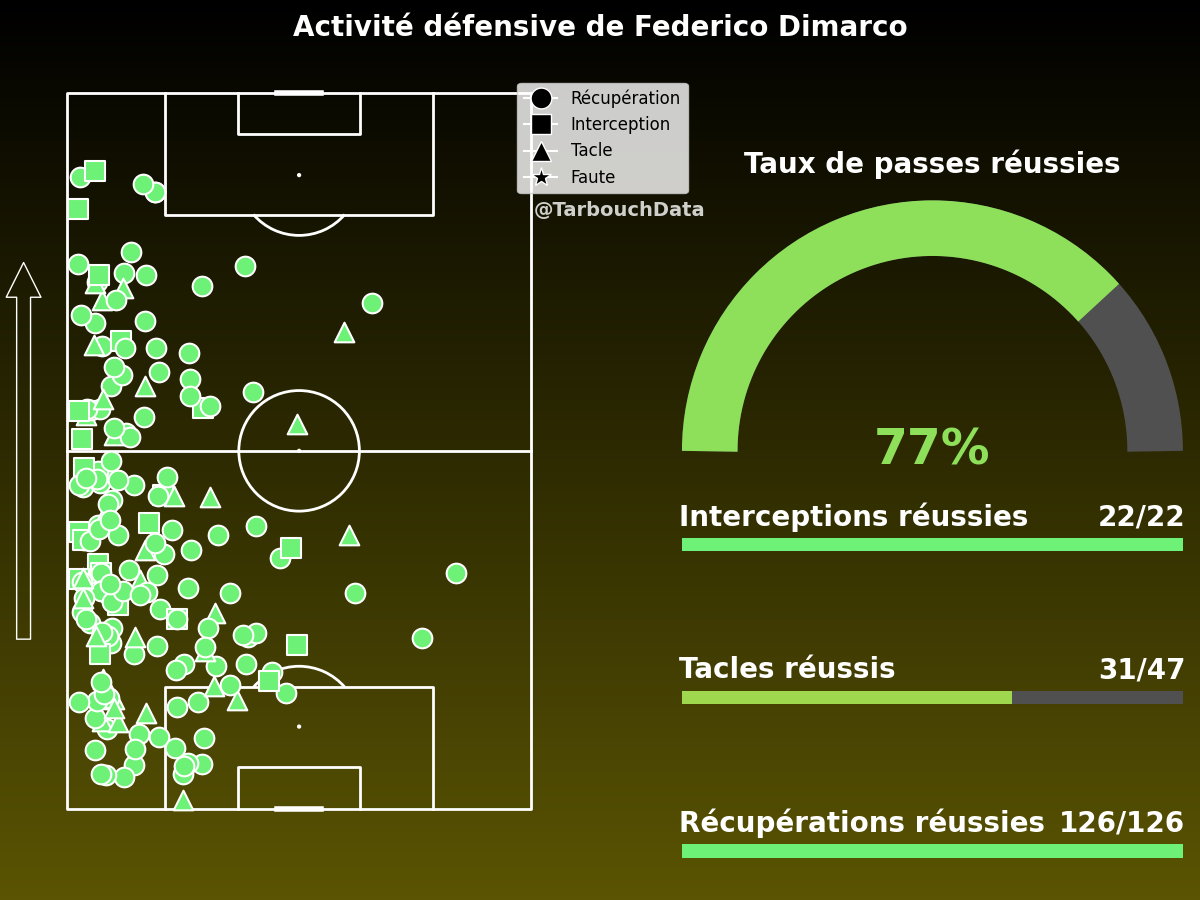 Activité défensive de Federico Dimarco
Récupération
Interception
Tacle
Faute
@TarbouchData
Taux de passes réussies
77%
Interceptions réussies 22/22
Tacles réussis 31/47
Récupérations réussies 126/126